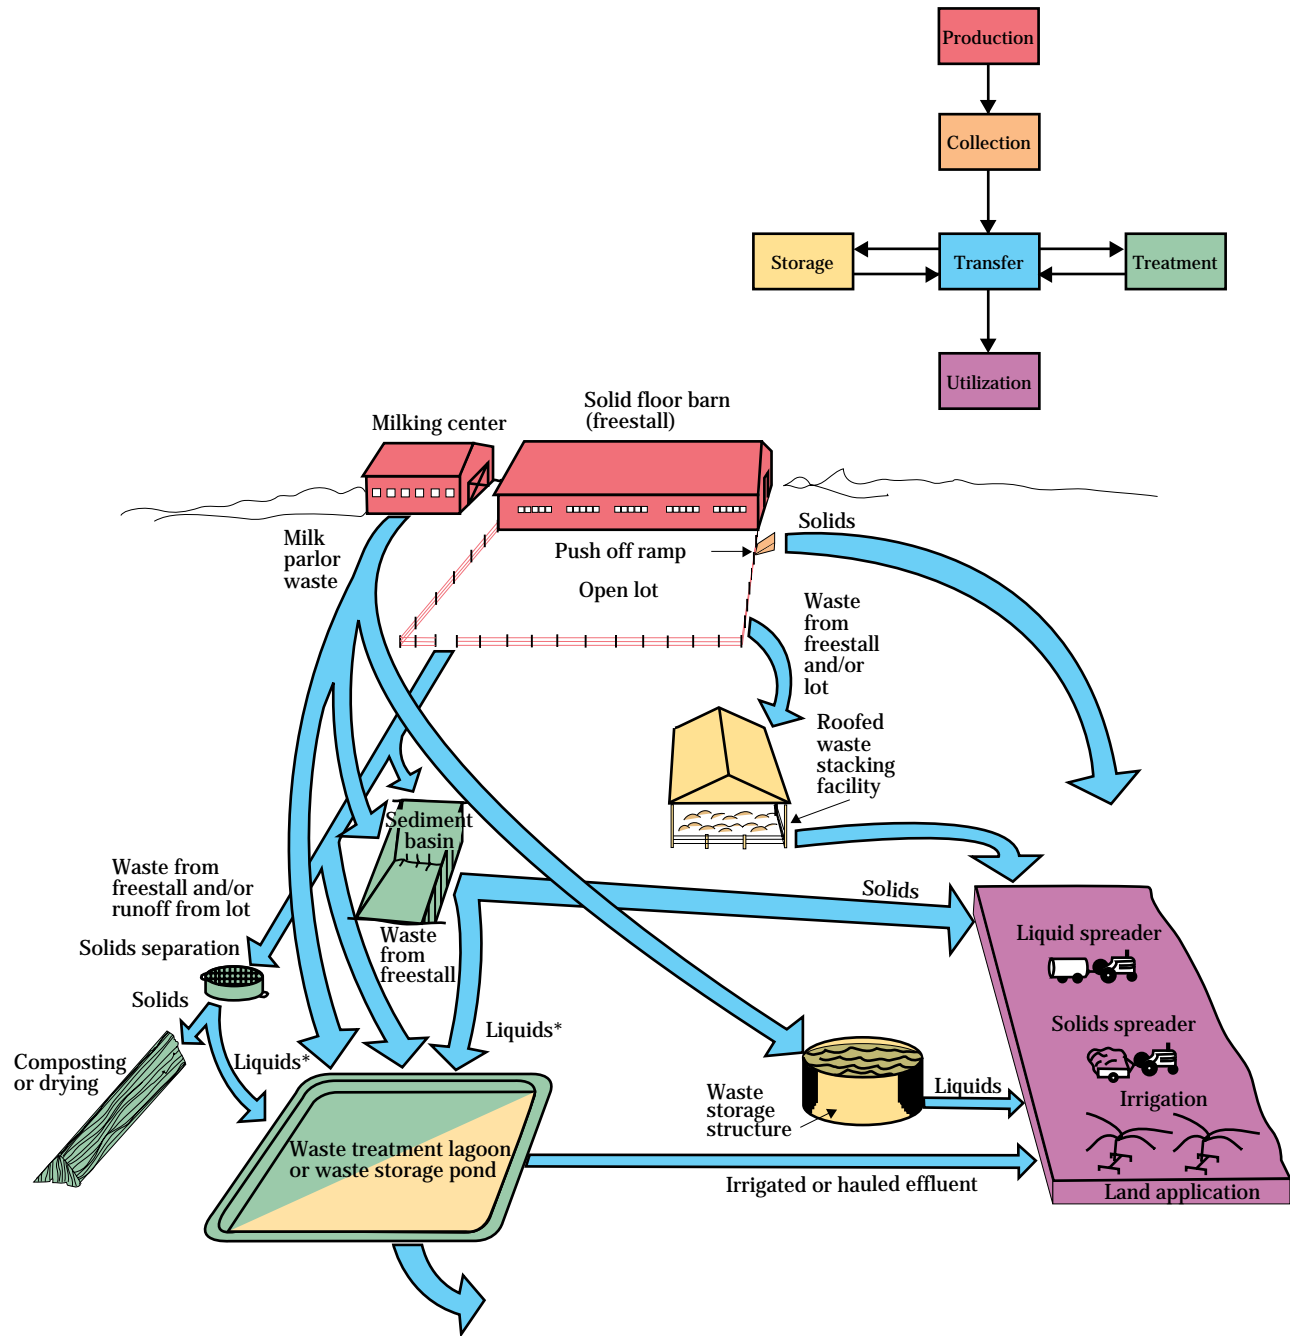 Production
Collection
Storage
Transfer
Treatment
Utilization
Solid floor barn
(freestall)
Milking center
Solids
Milk
parlor
waste
Push off ramp
Open lot
Waste
from
freestall
and/or
lot
Roofed
waste
stacking
facility
Sediment
basin
Waste from
freestall and/or
runoff from lot
Solids
Waste
from
freestall
Solids separation
Liquid spreader
Solids
Liquids*
Solids spreader
Composting
or drying
Liquids*
Waste
storage
structure
Liquids
Irrigation
Waste treatment lagoon
or waste storage pond
Irrigated or hauled effluent
Land application